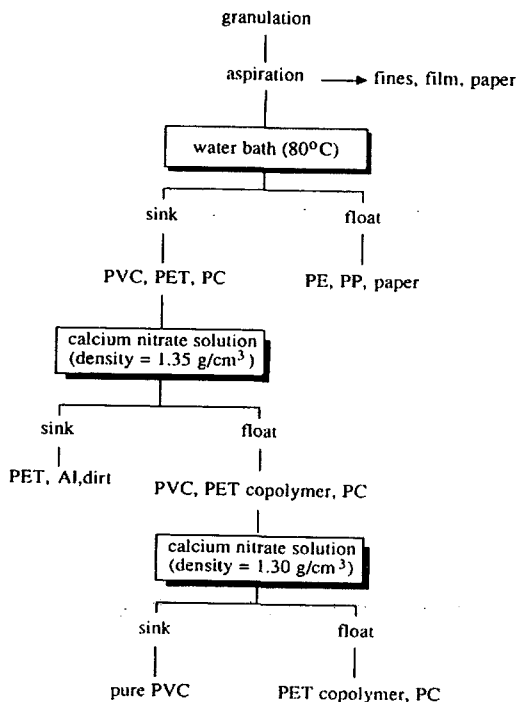 granulation
aspiration → fines, film, paper
water bath (80°C)
sink float
PVC, PET, PC PE, PP, paper
calcium nitrate solution
(density = 1.35 g/cm³)
sink float
PET, Al,dirt PVC, PET copolymer, PC
calcium nitrate solution
(density = 1.30 g/cm³)
sink float
pure PVC PET copolymer, PC